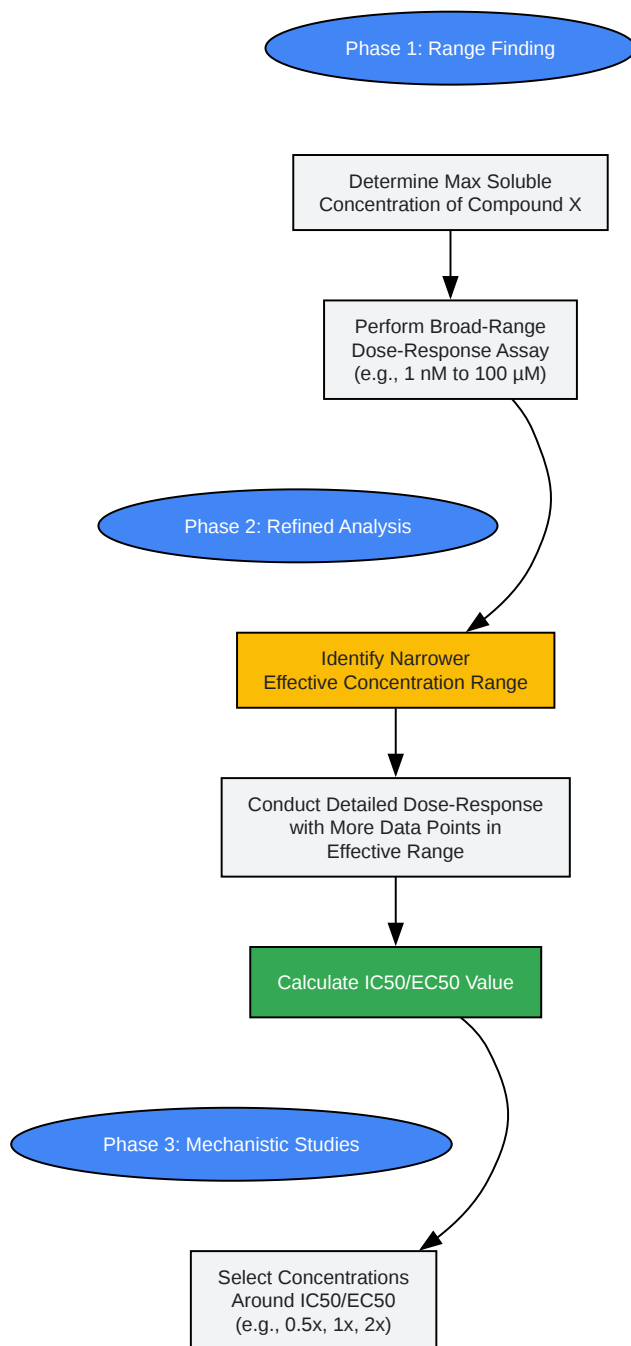 Phase 1: Range Finding
Determine Max Soluble
Concentration of Compound X
Perform Broad-Range
Dose-Response Assay
(e.g., 1 nM to 100 µM)
Phase 2: Refined Analysis
Identify Narrower
Effective Concentration Range
Conduct Detailed Dose-Response
with More Data Points in
Effective Range
Calculate IC50/EC50 Value
Phase 3: Mechanistic Studies
Select Concentrations
Around IC50/EC50
(e.g., 0.5x, 1x, 2x)